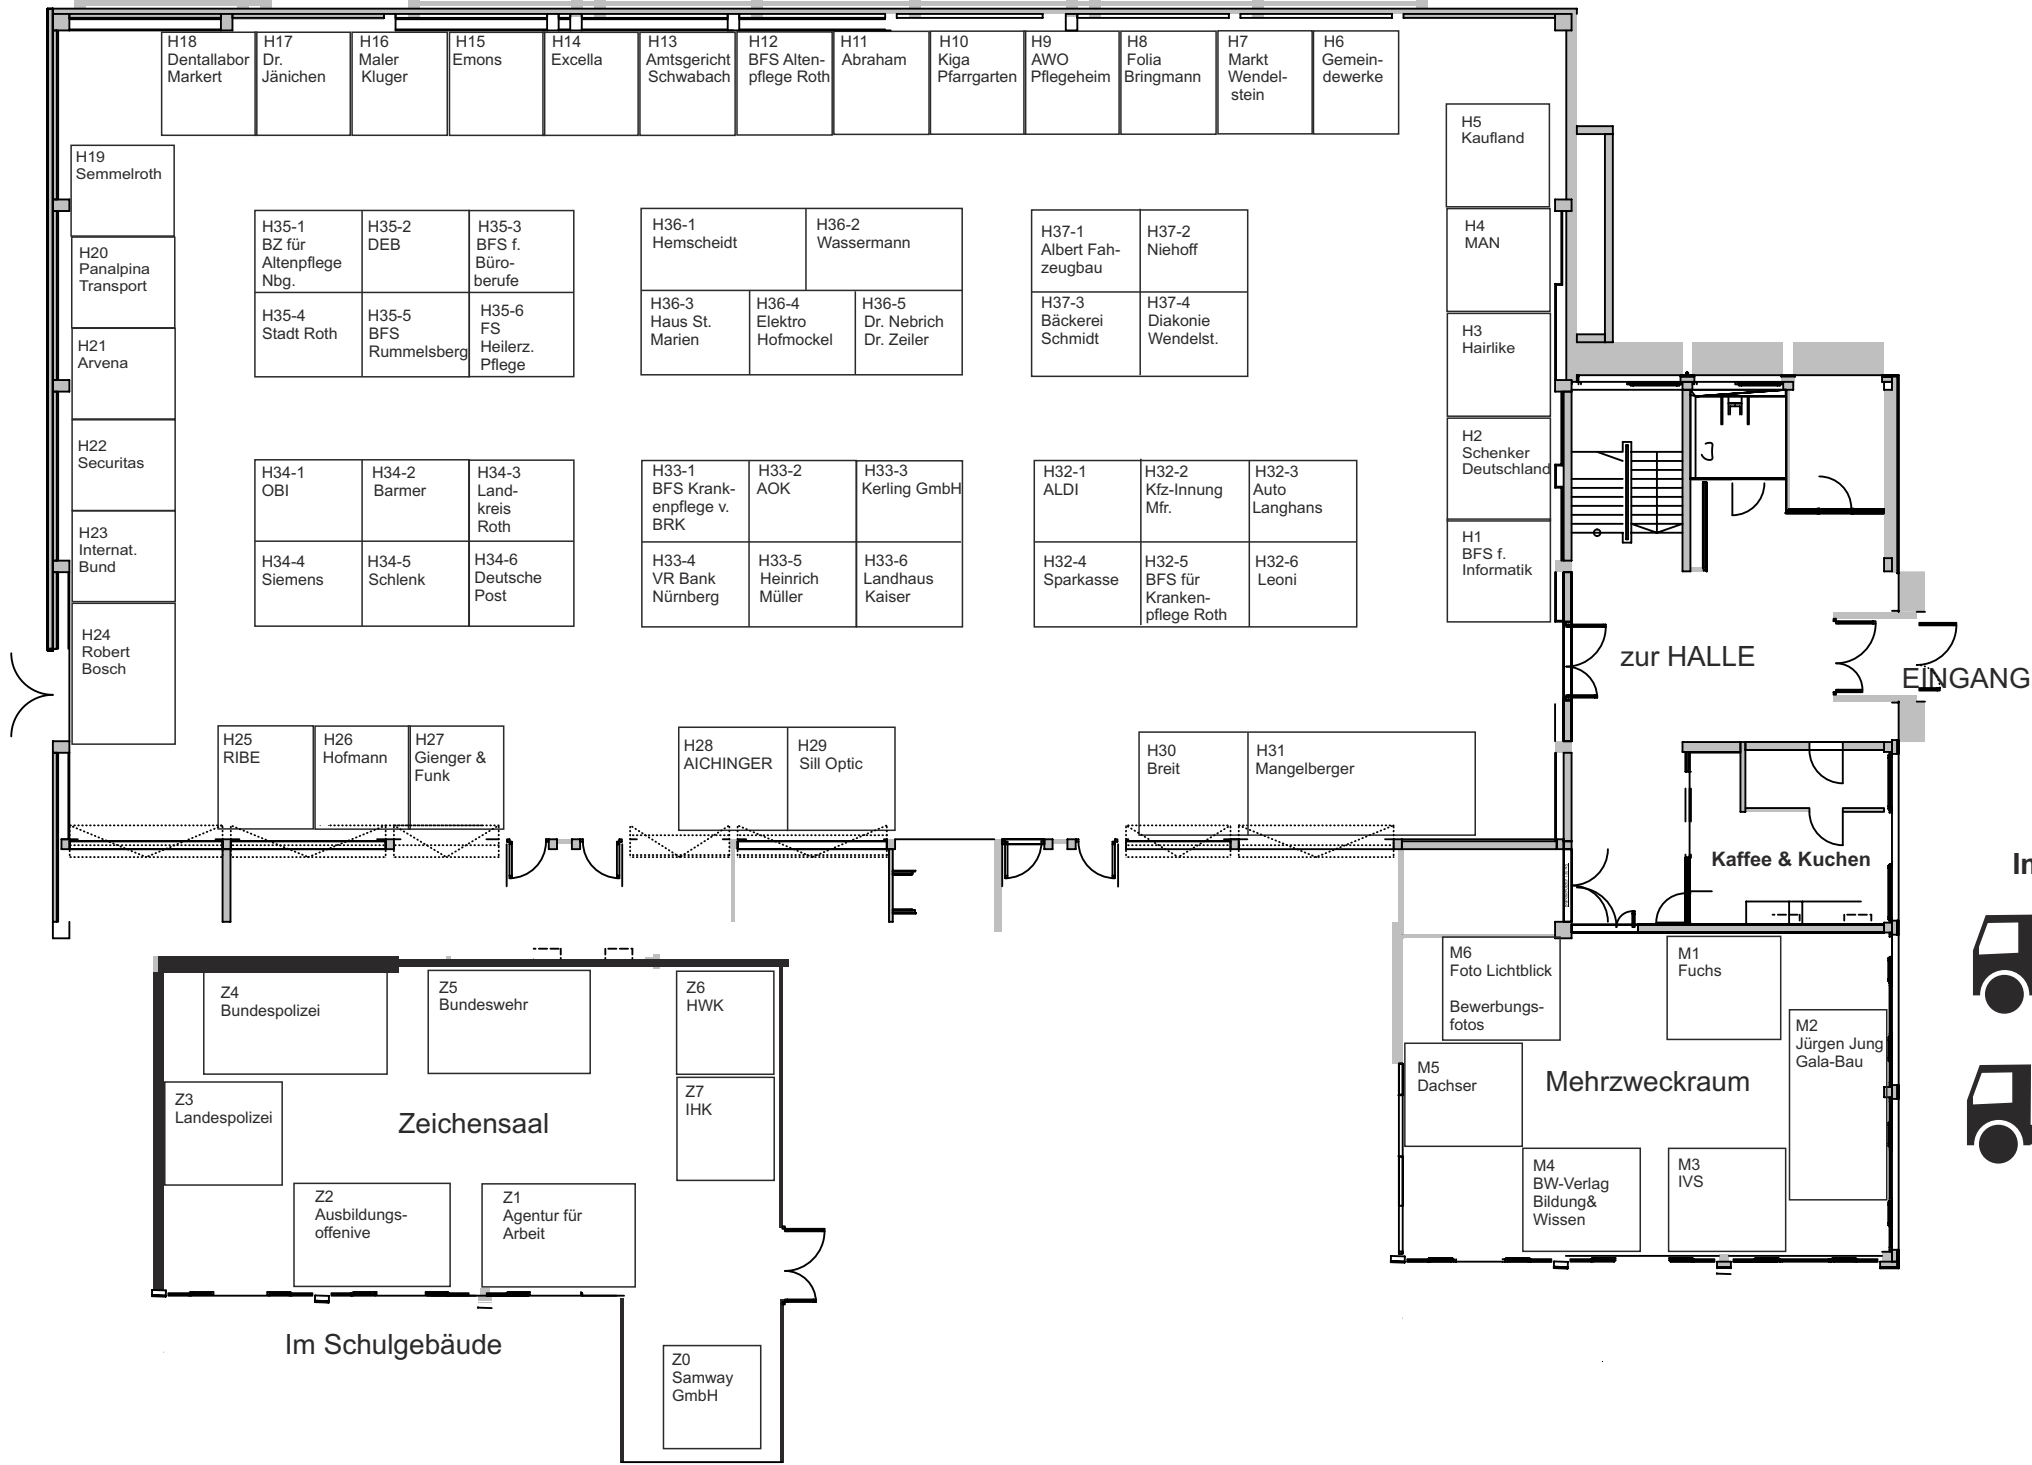 H18
Dentallabor
Markert
H17
Dr.
Jänichen
H16
Maler
Kluger
H15
Emons
H14
Excella
H13
Amtsgericht
Schwabach
H12
BFS Alten-
pflege Roth
H11
Abraham
H10
Kiga
Pfarrgarten
H9
AWO
Pflegeheim
H8
Folia
Bringmann
H7
Markt
Wendel-
stein
H6
Gemein-
dewerke
H5
Kaufland
H4
MAN
H3
Hairlike
H2
Schenker
Deutschland
H1
BFS f.
Informatik
H19
Semmelroth
H20
Panalpina
Transport
H21
Arvena
H22
Securitas
H23
Internat.
Bund
H24
Robert
Bosch
H35-1
BZ für
Altenpflege
Nbg.
H35-2
DEB
H35-3
BFS f.
Büro-
berufe
H35-4
Stadt Roth
H35-5
BFS
Rummelsberg
H35-6
FS
Heilerz.
Pflege
H36-1
Hemscheidt
H36-2
Wassermann
H36-3
Haus St.
Marien
H36-4
Elektro
Hofmockel
H36-5
Dr. Nebrich
Dr. Zeiler
H37-1
Albert Fah-
zeugbau
H37-2
Niehoff
H37-3
Bäckerei
Schmidt
H37-4
Diakonie
Wendelst.
H34-1
OBI
H34-2
Barmer
H34-3
Land-
kreis
Roth
H34-4
Siemens
H34-5
Schlenk
H34-6
Deutsche
Post
H33-1
BFS Krank-
enpflege v.
BRK
H33-2
AOK
H33-3
Kerling GmbH
H33-4
VR Bank
Nürnberg
H33-5
Heinrich
Müller
H33-6
Landhaus
Kaiser
H32-1
ALDI
H32-2
Kfz-Innung
Mfr.
H32-3
Auto
Langhans
H32-4
Sparkasse
H32-5
BFS für
Kranken-
pflege Roth
H32-6
Leoni
zur HALLE
EINGANG
H25
RIBE
H26
Hofmann
H27
Gienger &
Funk
H28
AICHINGER
H29
Sill Optic
H30
Breit
H31
Mangelberger
Kaffee & Kuchen
Z4
Bundespolizei
Z5
Bundeswehr
Z6
HWK
Z7
IHK
Z3
Landespolizei
Zeichensaal
Z2
Ausbildungs-
offenive
Z1
Agentur für
Arbeit
Im Schulgebäude
Z0
Samway
GmbH
M6
Foto Lichtblick
Bewerbungs-
fotos
M1
Fuchs
M2
Jürgen Jung
Gala-Bau
M5
Dachser
Mehrzweckraum
M4
BW-Verlag
Bildung&
Wissen
M3
IVS